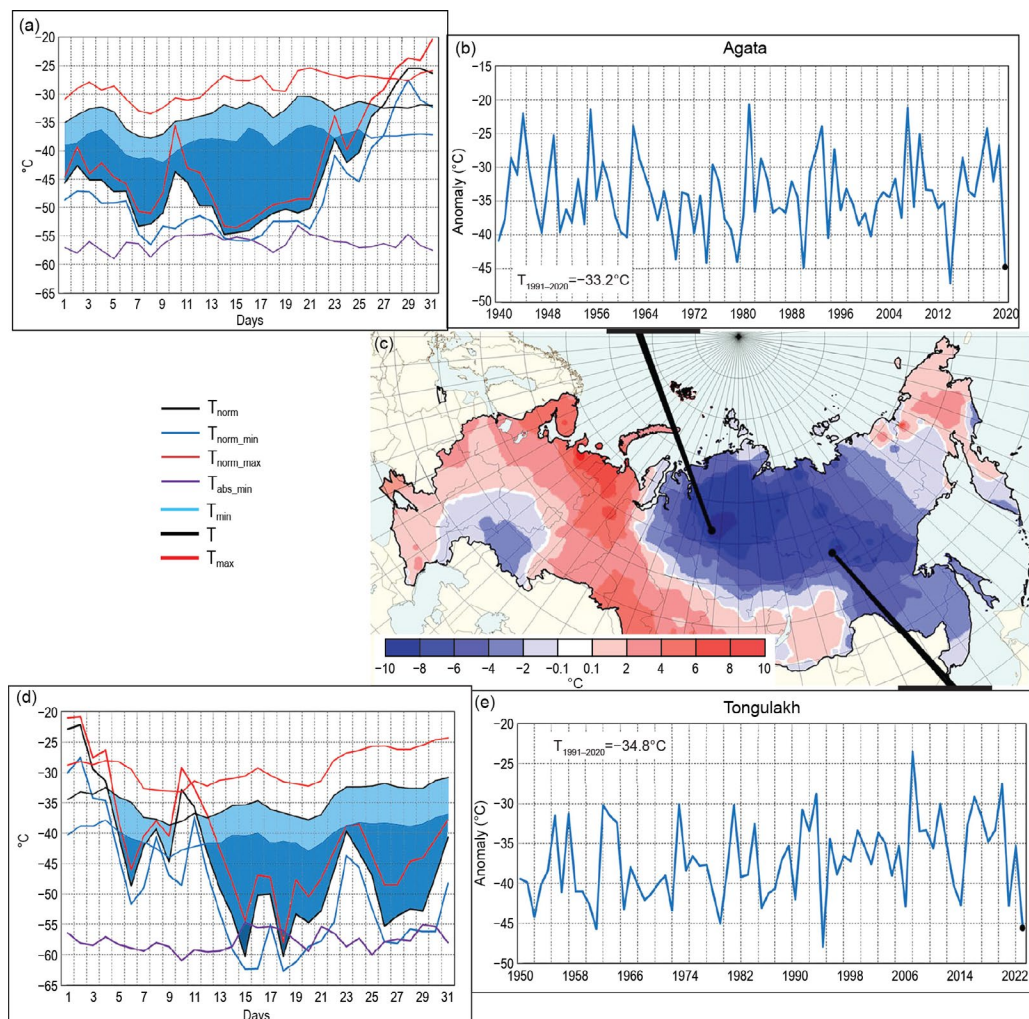 (a)
−20
−25
−30
−35
−40
−45
−50
−55
−60
−65
°C
1 3 5 7 9 11 13 15 17 19 21 23 25 27 29 31
Days
(b)
Agata
−15
−20
−25
−30
−35
−40
−45
−50
Anomaly (°C)
T1991–2020=−33.2°C
1940 1948 1956 1964 1972 1980 1988 1996 2004 2012 2020
Tnorm
Tnorm_min
Tnorm_max
Tabs_min
Tmin
T
Tmax
(c)
−10 −8 −6 −4 −2 −0.1 0.1 2 4 6 8 10
°C
(d)
−20
−25
−30
−35
−40
−45
−50
−55
−60
−65
°C
1 3 5 7 9 11 13 15 17 19 21 23 25 27 29 31
Days
(e)
Tongulakh
−20
−25
−30
−35
−40
−45
−50
Anomaly (°C)
T1991–2020=−34.8°C
1950 1958 1966 1974 1982 1990 1998 2006 2014 2022